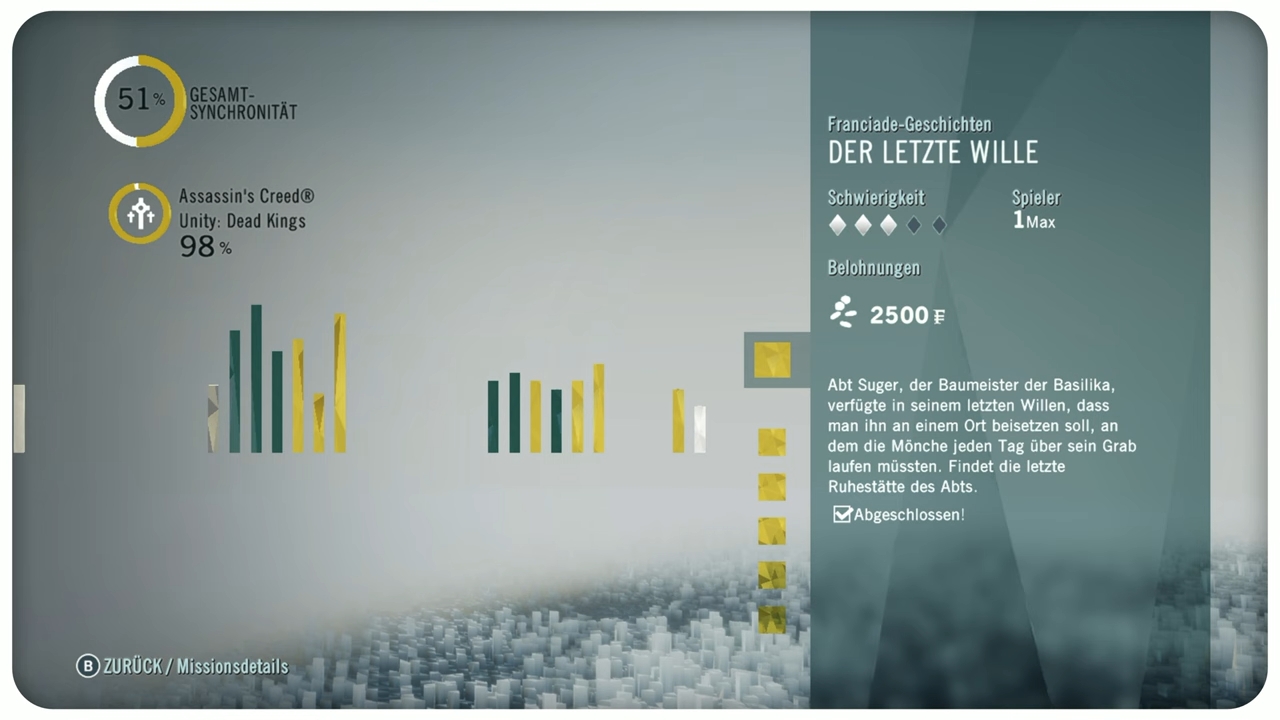 51%
GESAMT-
SYNCHRONITÄT
Assassin's Creed®
Unity: Dead Kings
98 %
Franciade-Geschichten
DER LETZTE WILLE
Schwierigkeit
Spieler
1Max
Belohnungen
2500 ₣
Abt Suger, der Baumeister der Basilika,
verfügte in seinem letzten Willen, dass
man ihn an einem Ort beisetzen soll, an
dem die Mönche jeden Tag über sein Grab
laufen müssten. Findet die letzte
Ruhestätte des Abts.
Abgeschlossen!
B ZURÜCK / Missionsdetails